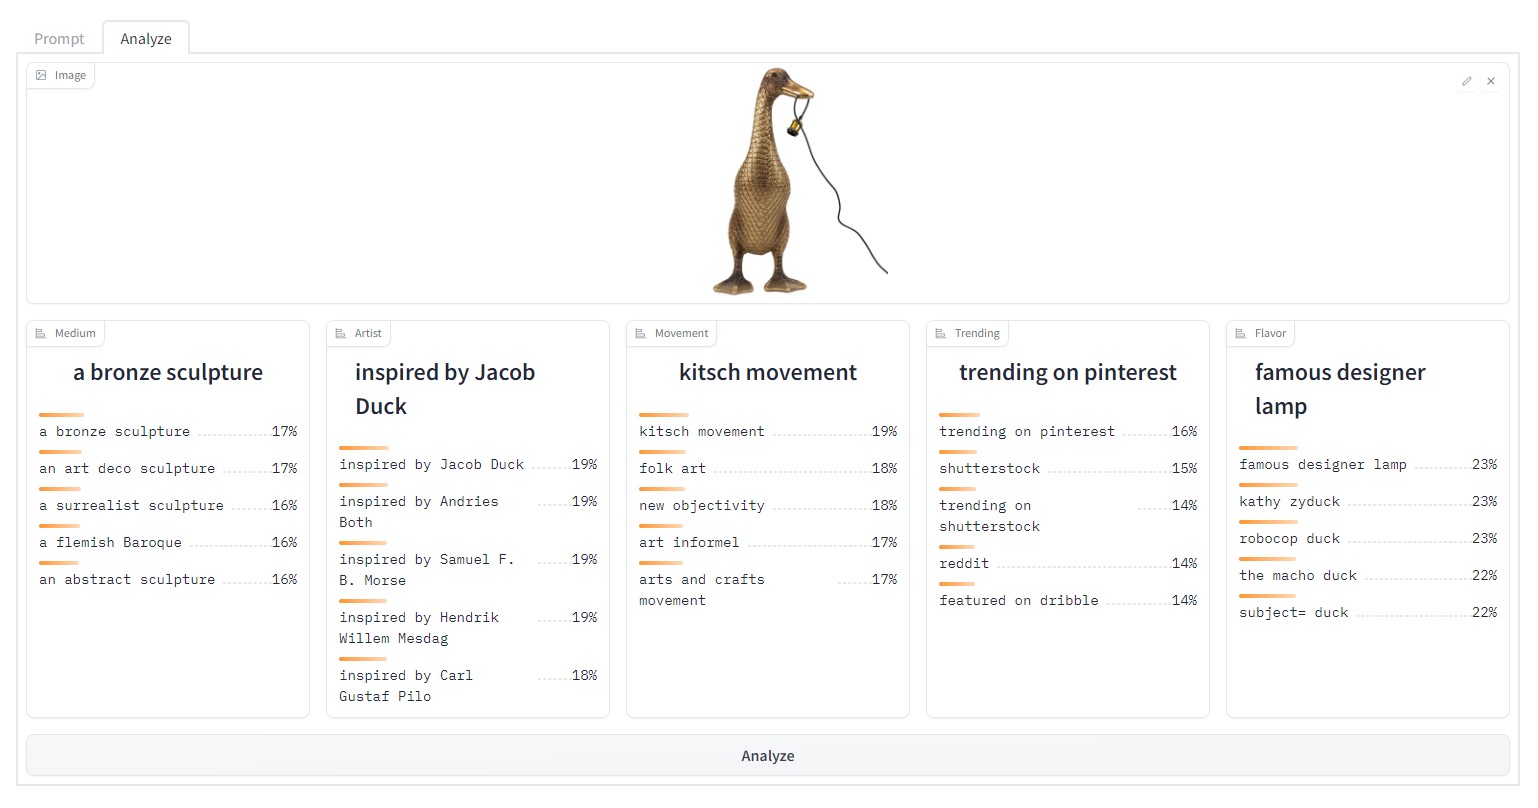 Prompt
Analyze
Image
Medium
a bronze sculpture
a bronze sculpture 17%
an art deco sculpture 17%
a surrealist sculpture 16%
a flemish Baroque 16%
an abstract sculpture 16%
Artist
inspired by Jacob
Duck
inspired by Jacob Duck 19%
inspired by Andries 19%
Both
inspired by Samuel F. 19%
B. Morse
inspired by Hendrik 19%
Willem Mesdag
inspired by Carl 18%
Gustaf Pilo
Movement
kitsch movement
kitsch movement 19%
folk art 18%
new objectivity 18%
art informel 17%
arts and crafts 17%
movement
Trending
trending on pinterest
trending on pinterest 16%
shutterstock 15%
trending on 14%
shutterstock
reddit 14%
featured on dribble 14%
Flavor
famous designer
lamp
famous designer lamp 23%
kathy zyduck 23%
robocop duck 23%
the macho duck 22%
subject= duck 22%
Analyze